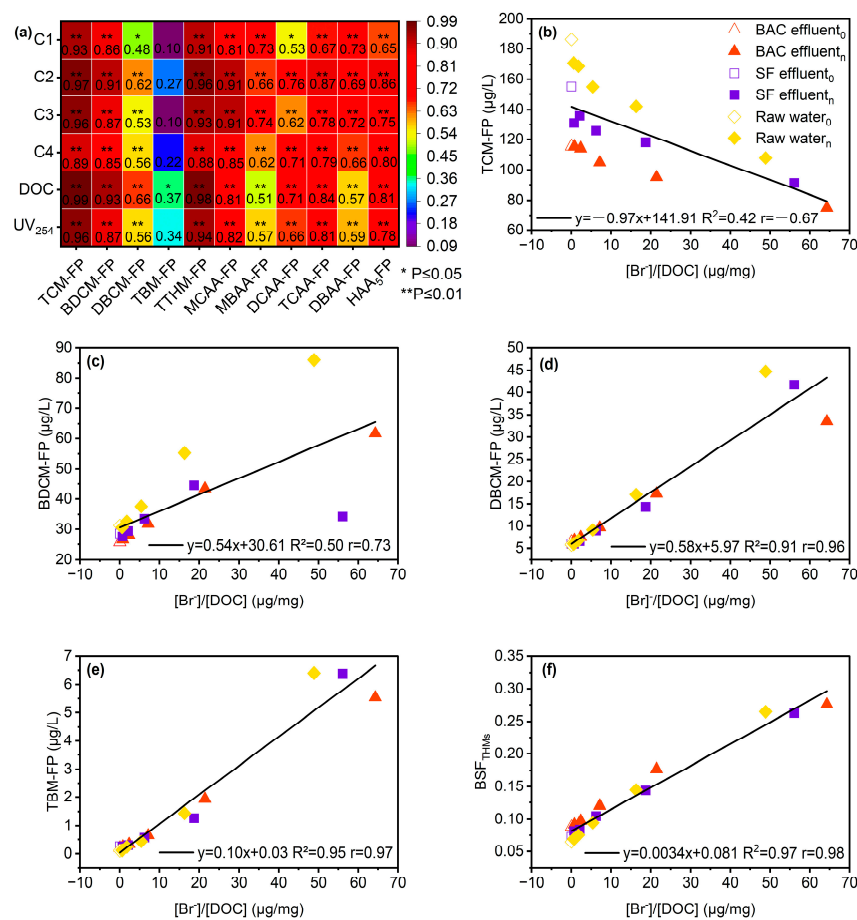 (a)
C1 ** 0.93 ** 0.88 ** 0.48 0.10 ** 0.91 ** 0.81 ** 0.73 * 0.53 ** 0.67 ** 0.73 ** 0.65
C2 ** 0.97 ** 0.91 ** 0.62 0.27 ** 0.96 ** 0.91 ** 0.66 ** 0.76 ** 0.87 ** 0.69 ** 0.86
C3 ** 0.96 ** 0.87 ** 0.53 0.10 ** 0.93 ** 0.91 ** 0.74 ** 0.62 ** 0.78 ** 0.72 ** 0.75
C4 ** 0.89 ** 0.85 ** 0.56 0.22 ** 0.88 ** 0.85 ** 0.62 ** 0.71 ** 0.79 ** 0.66 ** 0.80
DOC ** 0.99 ** 0.93 ** 0.66 * 0.37 ** 0.98 ** 0.81 ** 0.51 ** 0.71 ** 0.84 ** 0.57 ** 0.81
UV254 ** 0.96 ** 0.87 ** 0.56 0.34 ** 0.94 ** 0.82 ** 0.57 ** 0.66 ** 0.81 ** 0.59 ** 0.78
TCM-FP
BDCM-FP
DBCM-FP
TBM-FP
TTHM-FP
MCAA-FP
MBAA-FP
DCAA-FP
TCAA-FP
DBAA-FP
HAA5-FP
0.99
0.90
0.81
0.72
0.63
0.54
0.45
0.36
0.27
0.18
0.09
* P≤0.05
**P≤0.01
(b)
TCM-FP (μg/L)
200
180
160
140
120
100
80
60
BAC effluent0
BAC effluentn
SF effluent0
SF effluentn
Raw water0
Raw watern
y=−0.97x+141.91 R²=0.42 r=−0.67
−10 0 10 20 30 40 50 60 70
[Br-]/[DOC] (μg/mg)
(c)
BDCM-FP (μg/L)
90
80
70
60
50
40
30
20
y=0.54x+30.61 R²=0.50 r=0.73
−10 0 10 20 30 40 50 60 70
[Br-]/[DOC] (μg/mg)
(d)
DBCM-FP (μg/L)
50
45
40
35
30
25
20
15
10
5
0
y=0.58x+5.97 R²=0.91 r=0.96
−10 0 10 20 30 40 50 60 70
[Br]-/[DOC] (μg/mg)
(e)
TBM-FP (μg/L)
7
6
5
4
3
2
1
0
y=0.10x+0.03 R²=0.95 r=0.97
−10 0 10 20 30 40 50 60 70
[Br-]/[DOC] (μg/mg)
(f)
BSFTHMs
0.35
0.30
0.25
0.20
0.15
0.10
0.05
0.00
y=0.0034x+0.081 R²=0.97 r=0.98
−10 0 10 20 30 40 50 60 70
[Br-]/[DOC] (μg/mg)